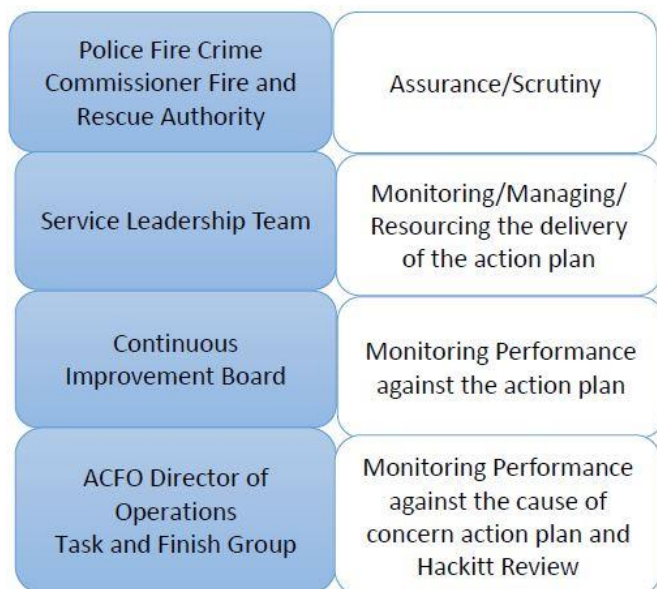 Police Fire Crime
Commissioner Fire and
Rescue Authority
Assurance/Scrutiny
Service Leadership Team
Monitoring/Managing/
Resourcing the delivery
of the action plan
Continuous
Improvement Board
Monitoring Performance
against the action plan
ACFO Director of
Operations
Task and Finish Group
Monitoring Performance
against the cause of
concern action plan and
Hackitt Review